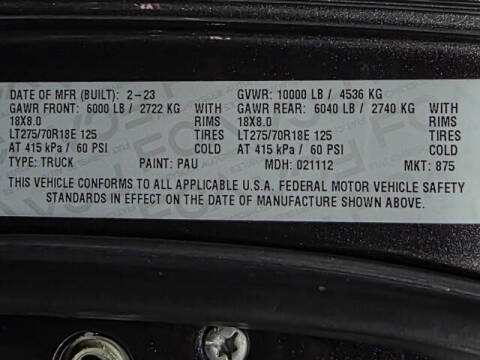 DATE OF MFR (BUILT): 2-23 GVWR: 10000 LB / 4536 KG
GAWR FRONT: 6000 LB / 2722 KG WITH GAWR REAR: 6040 LB / 2740 KG WITH
18X8.0 RIMS 18X8.0 RIMS
LT275/70R18E 125 TIRES LT275/70R18E 125 TIRES
AT 415 kPa / 60 PSI COLD AT 415 kPa / 60 PSI COLD
TYPE: TRUCK PAINT: PAU MDH: 021112 MKT: 875
THIS VEHICLE CONFORMS TO ALL APPLICABLE U.S.A. FEDERAL MOTOR VEHICLE SAFETY
STANDARDS IN EFFECT ON THE DATE OF MANUFACTURE SHOWN ABOVE.